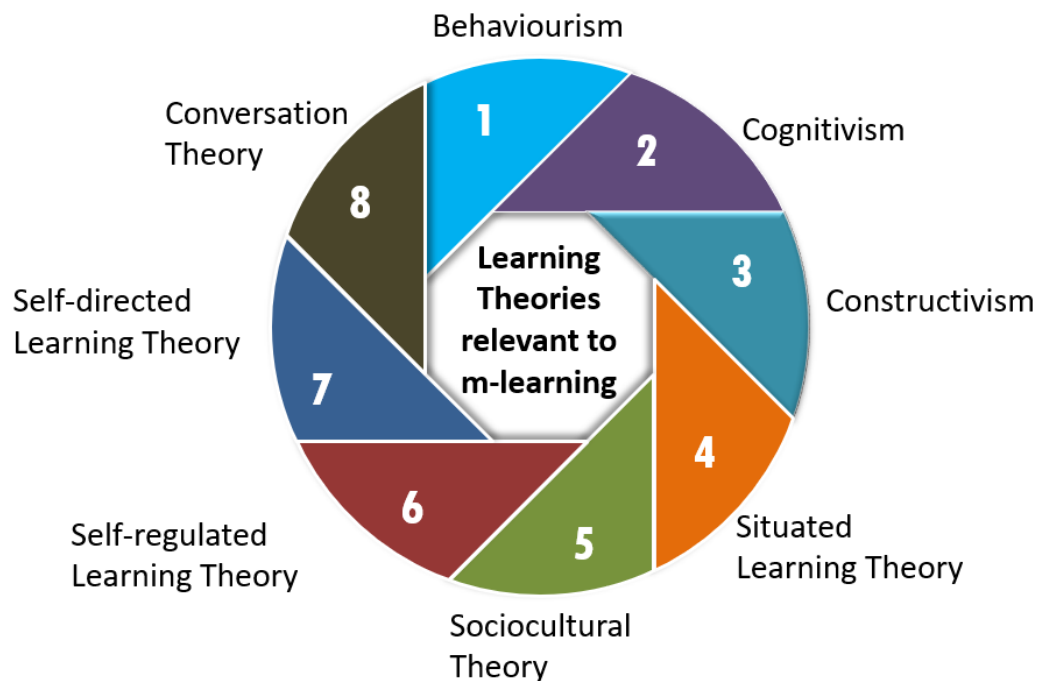 Behaviourism
1
Cognitivism
2
Constructivism
3
Situated
Learning Theory
4
Sociocultural
Theory
5
Self-regulated
Learning Theory
6
Self-directed
Learning Theory
7
Conversation
Theory
8
Learning
Theories
relevant to
m-learning